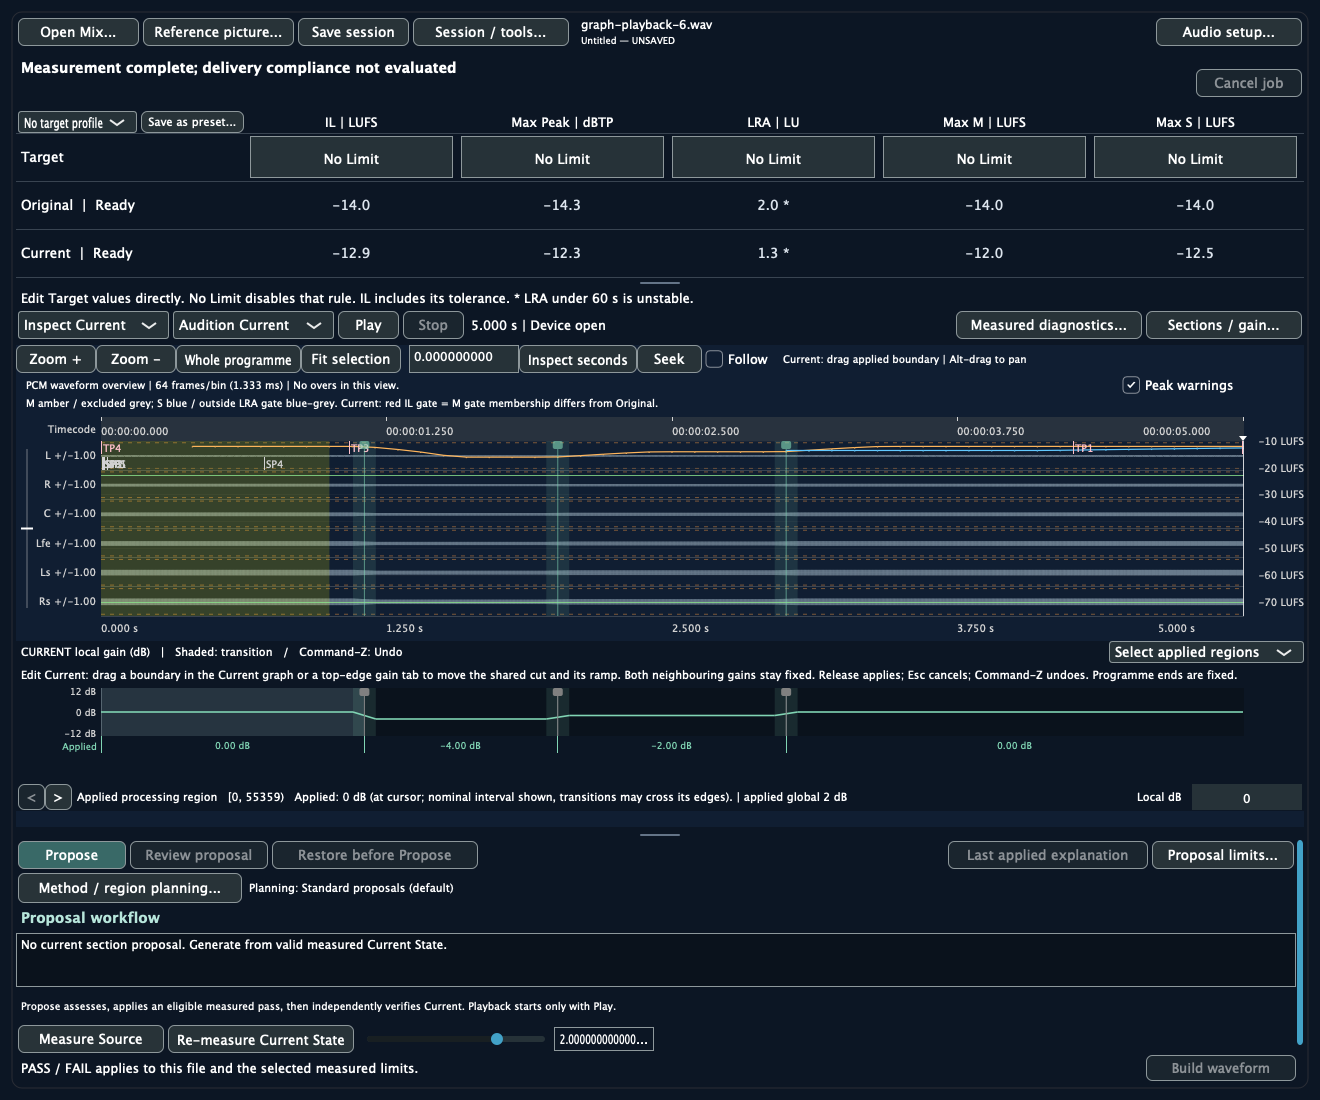 Open Mix... Reference picture... Save session Session / tools... graph-playback-6.wav Audio setup...
Untitled — UNSAVED
Measurement complete; delivery compliance not evaluated
Cancel job
No target profile Save as preset... IL | LUFS Max Peak | dBTP LRA | LU Max M | LUFS Max S | LUFS
Target No Limit No Limit No Limit No Limit No Limit
Original | Ready -14.0 -14.3 2.0 * -14.0 -14.0
Current | Ready -12.9 -12.3 1.3 * -12.0 -12.5
Edit Target values directly. No Limit disables that rule. IL includes its tolerance. * LRA under 60 s is unstable.
Inspect Current Audition Current Play Stop 5.000 s | Device open Measured diagnostics... Sections / gain...
Zoom + Zoom - Whole programme Fit selection 0.000000000 Inspect seconds Seek Follow Current: drag applied boundary | Alt-drag to pan
PCM waveform overview | 64 frames/bin (1.333 ms) | No overs in this view. Peak warnings
M amber / excluded grey; S blue / outside LRA gate blue-grey. Current: red IL gate = M gate membership differs from Original.
Timecode 00:00:00.000 00:00:01.250 00:00:02.500 00:00:03.750 00:00:05.000
-10 LUFS
TP4 TP3 TP1
L +/-1.00
SP4
-20 LUFS
R +/-1.00
-30 LUFS
C +/-1.00
-40 LUFS
Lfe +/-1.00
-50 LUFS
Ls +/-1.00
-60 LUFS
Rs +/-1.00
-70 LUFS
0.000 s 1.250 s 2.500 s 3.750 s 5.000 s
CURRENT local gain (dB) | Shaded: transition / Command-Z: Undo Select applied regions
Edit Current: drag a boundary in the Current graph or a top-edge gain tab to move the shared cut and its ramp. Both neighbouring gains stay fixed. Release applies; Esc cancels; Command-Z undoes. Programme ends are fixed.
12 dB
0 dB
-12 dB
Applied 0.00 dB -4.00 dB -2.00 dB 0.00 dB
< > Applied processing region [0, 55359) Applied: 0 dB (at cursor; nominal interval shown, transitions may cross its edges). | applied global 2 dB Local dB 0
Propose Review proposal Restore before Propose Last applied explanation Proposal limits...
Method / region planning... Planning: Standard proposals (default)
Proposal workflow
No current section proposal. Generate from valid measured Current State.
Propose assesses, applies an eligible measured pass, then independently verifies Current. Playback starts only with Play.
Measure Source Re-measure Current State 2.000000000000...
PASS / FAIL applies to this file and the selected measured limits. Build waveform